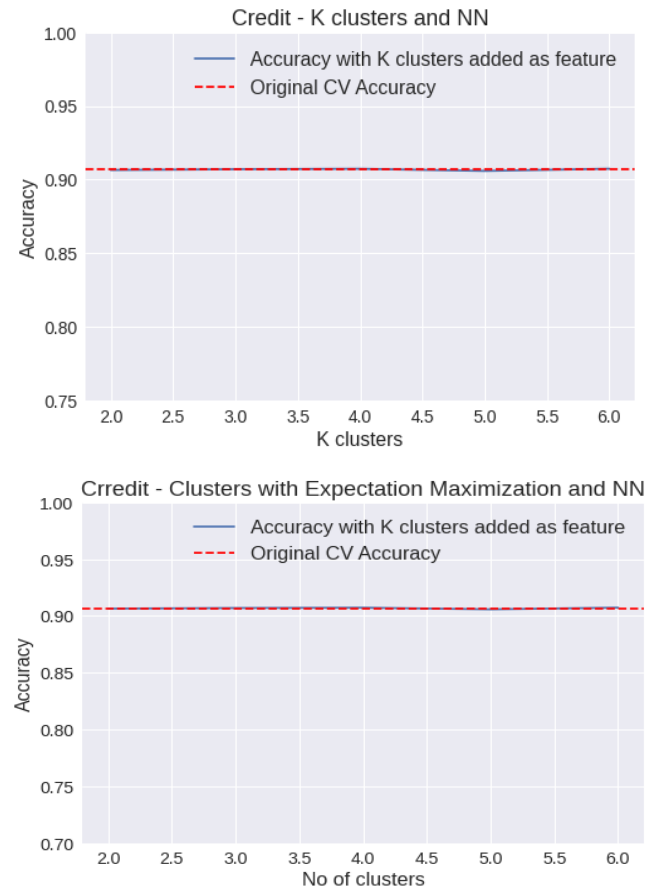 Credit - K clusters and NN
1.00
Accuracy with K clusters added as feature
Original CV Accuracy
0.95
0.90
0.85
0.80
0.75
Accuracy
2.0 2.5 3.0 3.5 4.0 4.5 5.0 5.5 6.0
K clusters
Crredit - Clusters with Expectation Maximization and NN
1.00
Accuracy with K clusters added as feature
Original CV Accuracy
0.95
0.90
0.85
0.80
0.75
0.70
Accuracy
2.0 2.5 3.0 3.5 4.0 4.5 5.0 5.5 6.0
No of clusters